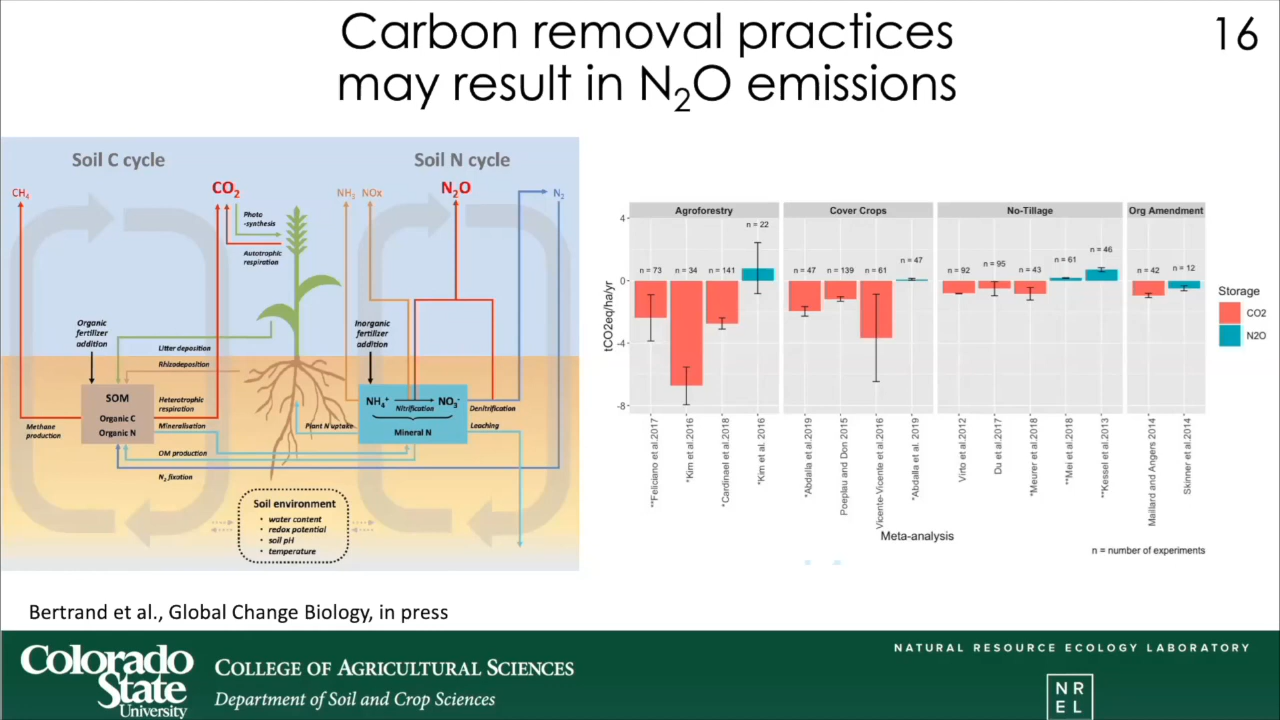 Carbon removal practices
may result in N₂O emissions
16
Soil C cycle
Soil N cycle
CH₄
CO₂
NH₃
NOx
N₂O
N₂
Photo
-synthesis
Autotrophic
respiration
Organic
fertilizer
addition
Inorganic
fertilizer
addition
Litter deposition
Rhizodeposition
SOM
Organic C
Organic N
Heterotrophic
respiration
Mineralisation
Methane
production
OM production
N₂ fixation
Plant N uptake
NH₄⁺
Nitrification
NO₃⁻
Mineral N
Denitrification
Leaching
Soil environment
• water content
• redox potential
• soil pH
• temperature
Agroforestry
Cover Crops
No-Tillage
Org Amendment
tCO2eq/ha/yr
4
0
-4
-8
n = 73
n = 34
n = 141
n = 22
n = 47
n = 139
n = 61
n = 47
n = 92
n = 95
n = 43
n = 61
n = 46
n = 42
n = 12
Storage
CO2
N2O
**Feliciano et al.2017
*Kim et al.2016
*Cardinael et al.2018
*Kim et al. 2016
*Abdalla et al.2019
Poeplau and Don 2015
Vicente-Vicente et al.2016
*Abdalla et al. 2019
Virto et al.2012
Du et al.2017
*Meurer et al.2018
**Mei et al.2018
**Kessel et al.2013
Maillard and Angers 2014
Skinner et al.2014
Meta-analysis
n = number of experiments
Bertrand et al., Global Change Biology, in press
Colorado
State
University
COLLEGE OF AGRICULTURAL SCIENCES
Department of Soil and Crop Sciences
NATURAL RESOURCE ECOLOGY LABORATORY
NR
EL